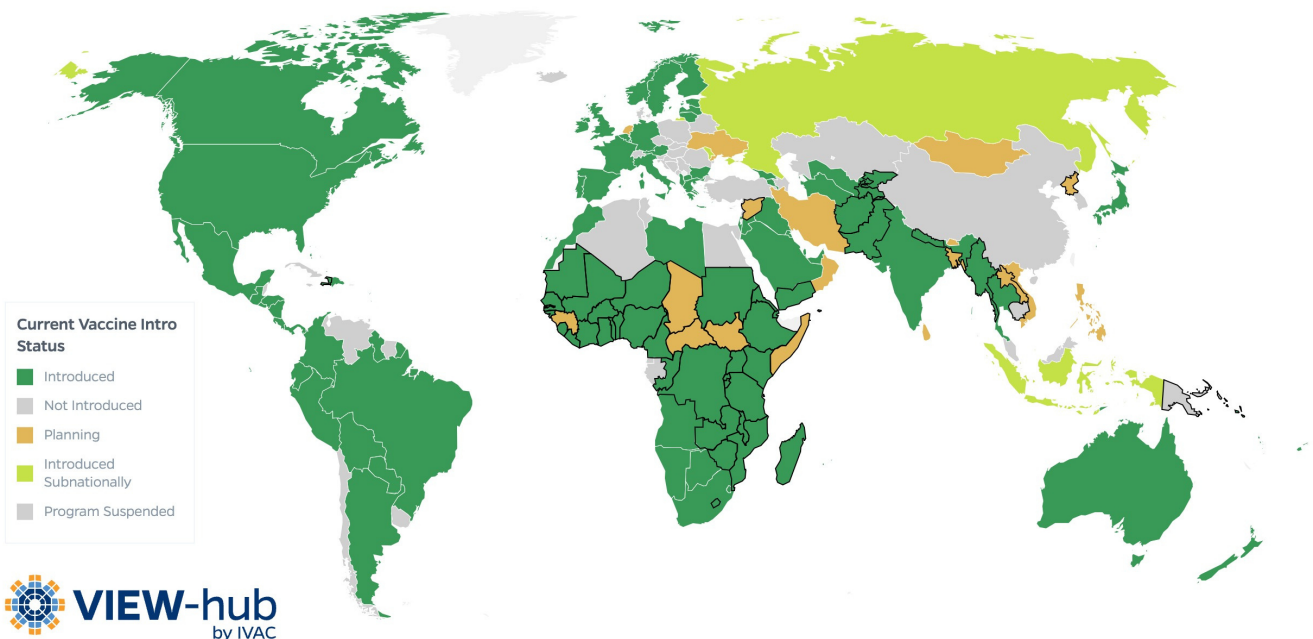 Current Vaccine Intro
Status
Introduced
Not Introduced
Planning
Introduced
Subnationally
Program Suspended
VIEW-hub
by IVAC